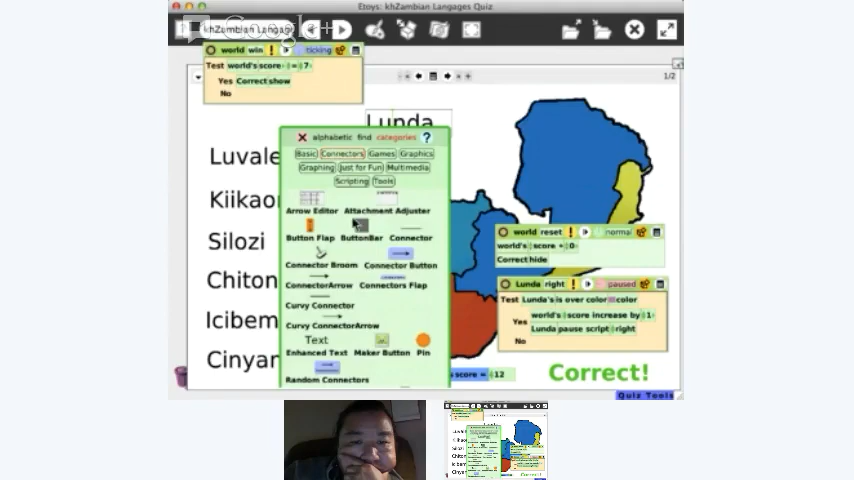 Etoys: khZambian Langages Quiz
khZambian Langag
Google+
world win ! ticking
Test world's score = 7
Yes Correct show
No
1/2
Lunda
alphabetic find categories ?
Basic Connectors Games Graphics
Graphing Just for Fun Multimedia
Scripting Tools
Arrow Editor Attachment Adjuster
Button Flap ButtonBar Connector
Connector Broom Connector Button
ConnectorArrow Connectors Flap
Curvy Connector
Curvy ConnectorArrow
Text
Enhanced Text Maker Button Pin
Random Connectors
Luvale
Kiikao
Silozi
Chiton
Icibem
Cinyan
world reset ! normal
world's score 0
Correct hide
Lunda right ! paused
Test Lunda's is over color color
Yes world's score increase by 1
Lunda pause script right
No
score = 12
Correct!
Quiz Tools